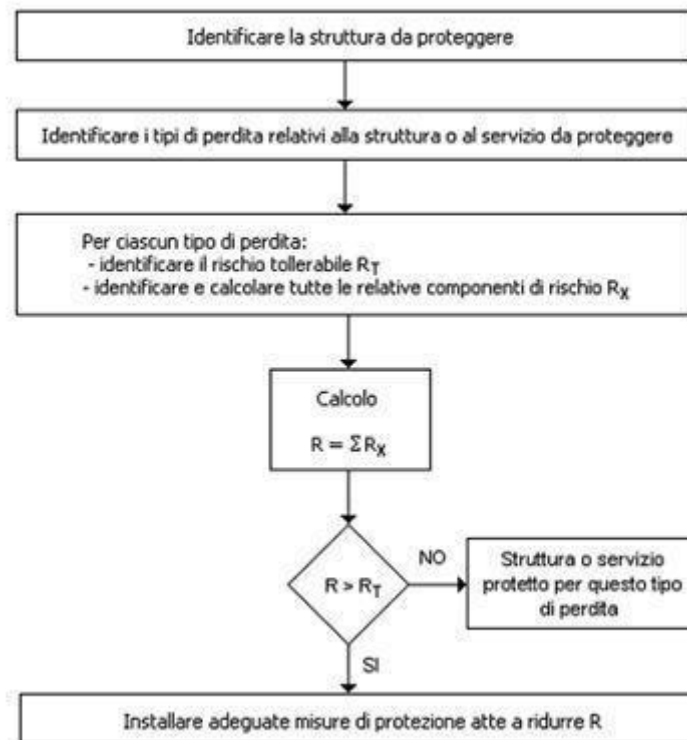 Identificare la struttura da proteggere
Identificare i tipi di perdita relativi alla struttura o al servizio da proteggere
Per ciascun tipo di perdita:
- identificare il rischio tollerabile RT
- identificare e calcolare tutte le relative componenti di rischio RX
Calcolo
R = ΣRX
R > RT
NO
Struttura o servizio
protetto per questo tipo
di perdita
SI
Installare adeguate misure di protezione atte a ridurre R